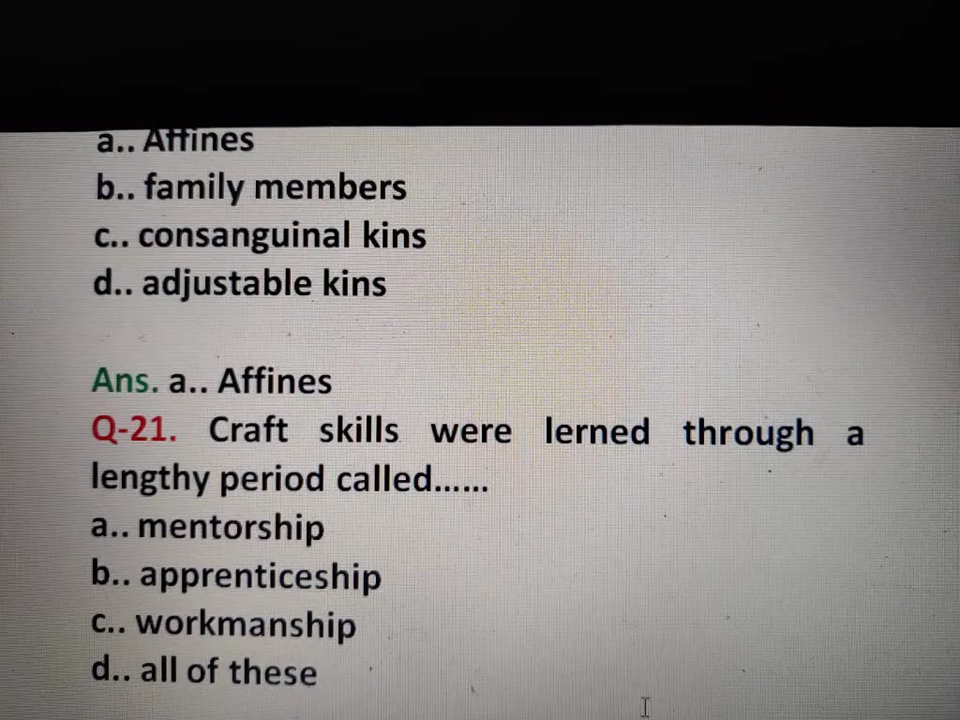 a.. Affines
b.. family members
c.. consanguinal kins
d.. adjustable kins
Ans. a.. Affines
Q-21. Craft skills were lerned through a
lengthy period called......
a.. mentorship
b.. apprenticeship
c.. workmanship
d.. all of these